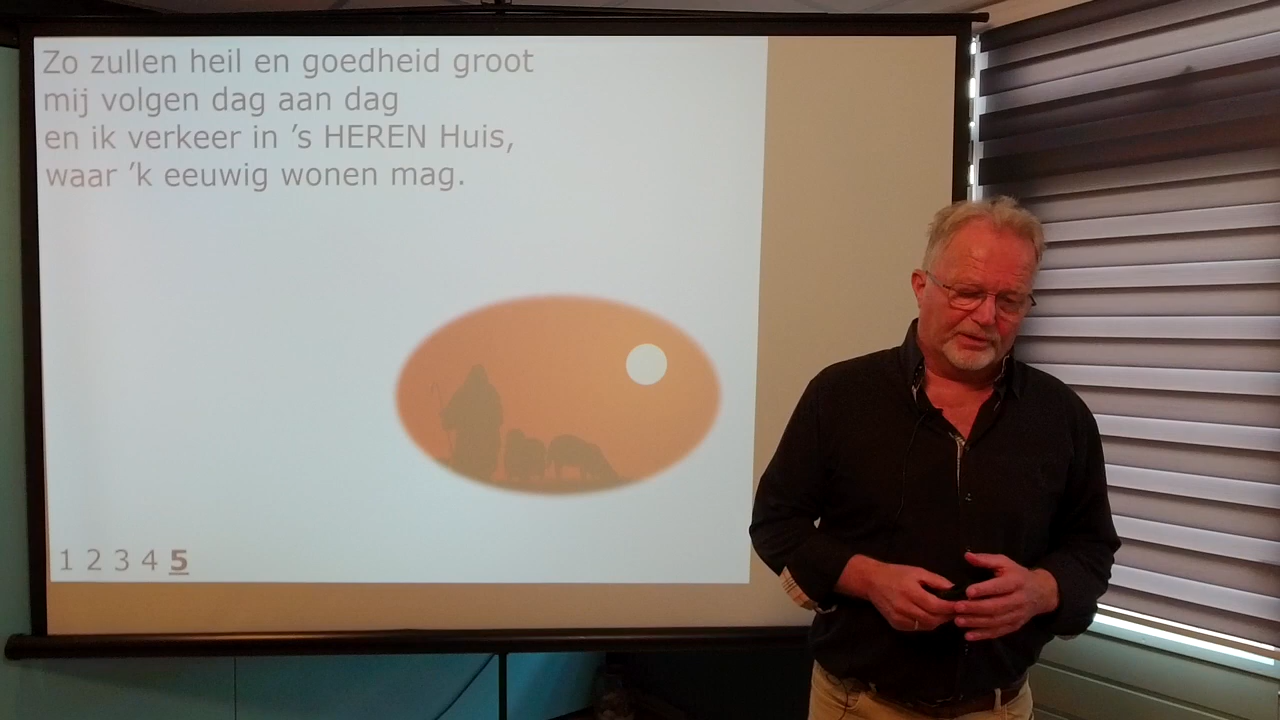 Zo zullen heil en goedheid groot
mij volgen dag aan dag
en ik verkeer in ’s HEREN Huis,
waar ’k eeuwig wonen mag.
1 2 3 4 5